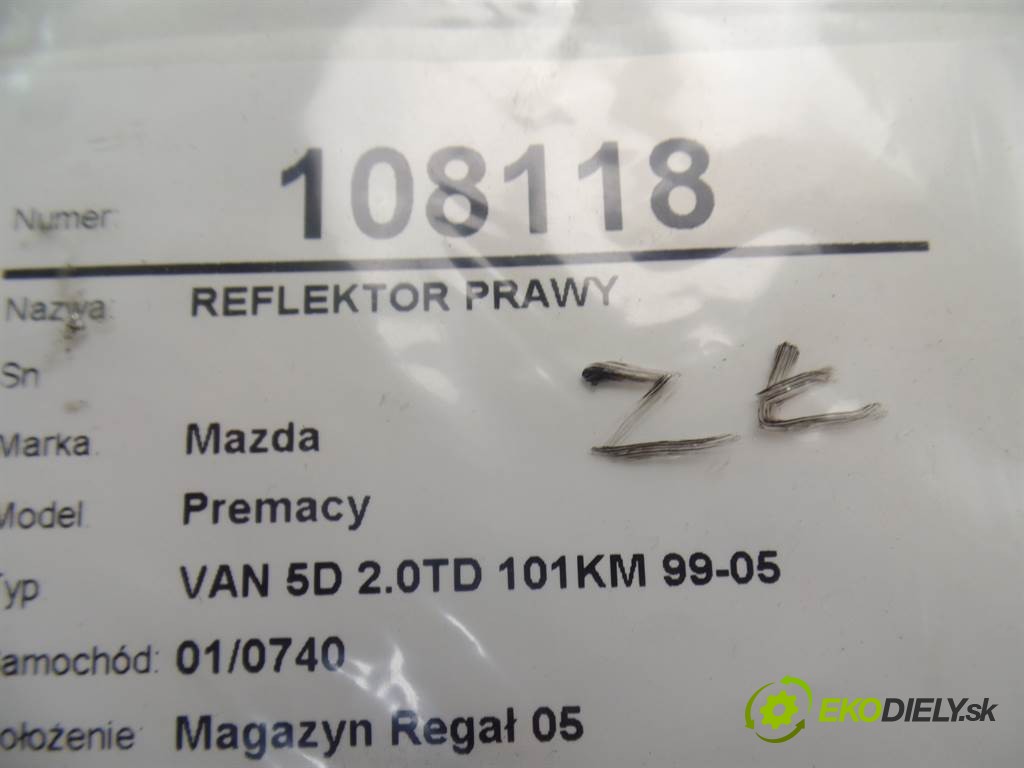 Numer: 108118
Nazwa: REFLEKTOR PRAWY
Sn
ZŁ
Marka: Mazda
Model: Premacy
Typ VAN 5D 2.0TD 101KM 99-05
Samochód: 01/0740
ołożenie: Magazyn Regał 05
EKODIELY.sk